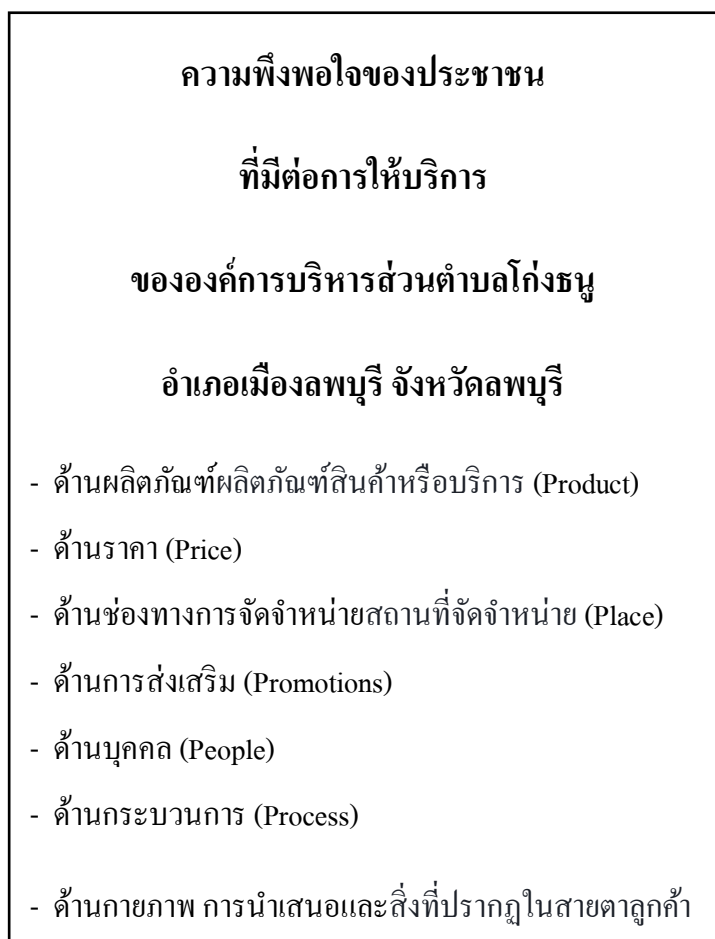 ความพึงพอใจของประชาชน
ที่มีต่อการให้บริการ
ขององค์การบริหารส่วนตำบลโก่งธนู
อำเภอเมืองลพบุรี จังหวัดลพบุรี
- ด้านผลิตภัณฑ์ผลิตภัณฑ์สินค้าหรือบริการ (Product)
- ด้านราคา (Price)
- ด้านช่องทางการจัดจำหน่ายสถานที่จัดจำหน่าย (Place)
- ด้านการส่งเสริม (Promotions)
- ด้านบุคคล (People)
- ด้านกระบวนการ (Process)
- ด้านกายภาพ การนำเสนอและสิ่งที่ปรากฏในสายตาลูกค้า